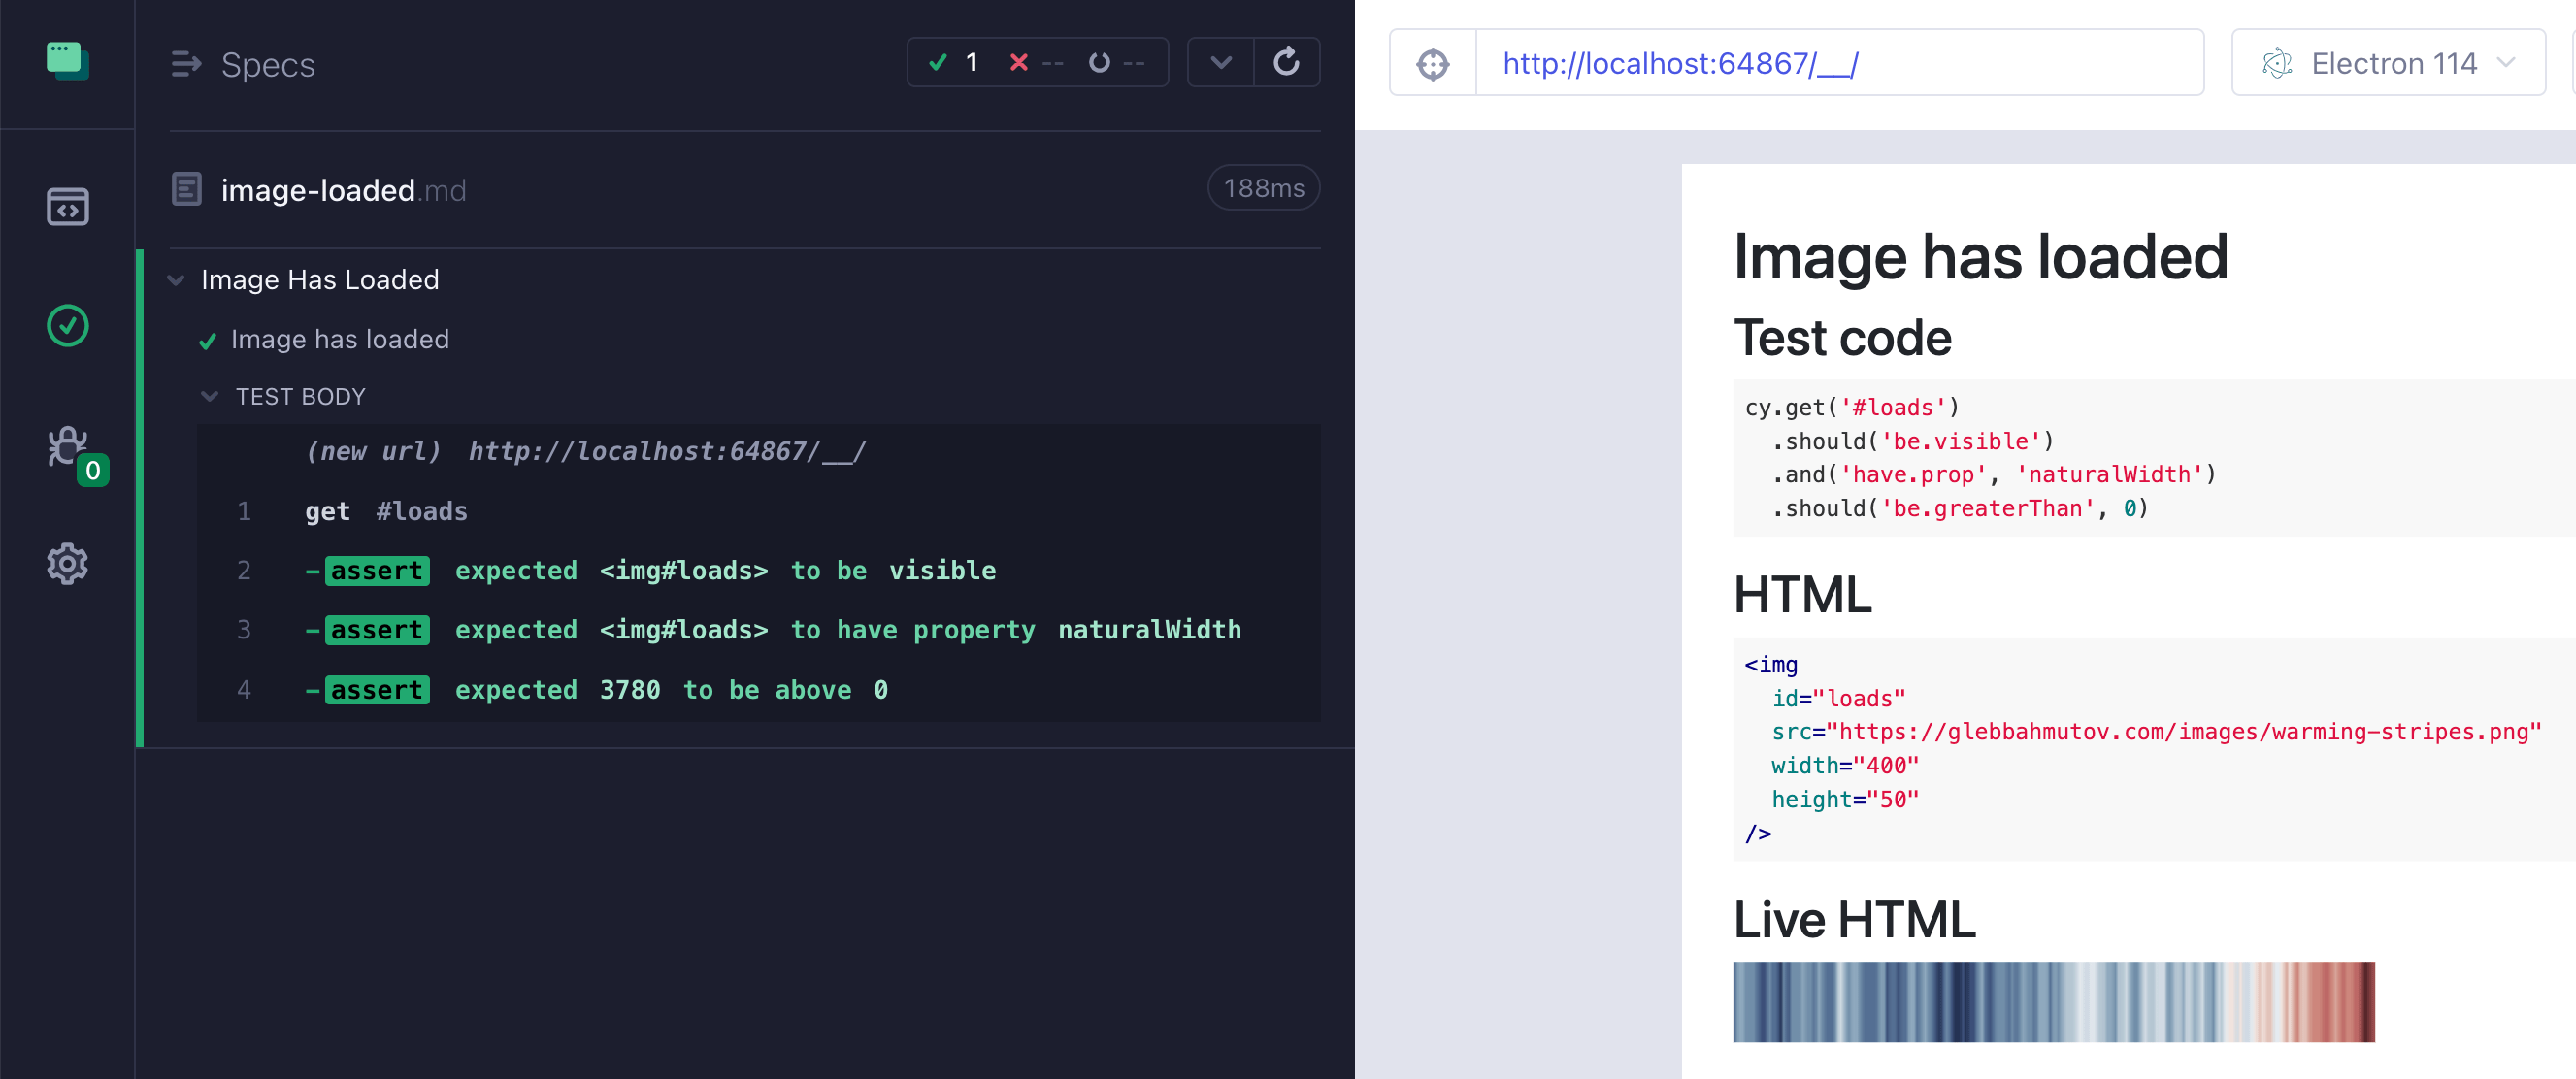 Specs
1 -- --
image-loaded.md
188ms
Image Has Loaded
Image has loaded
TEST BODY
(new url) http://localhost:64867/__/
1 get #loads
2 -assert expected <img#loads> to be visible
3 -assert expected <img#loads> to have property naturalWidth
4 -assert expected 3780 to be above 0
0
http://localhost:64867/__/
Electron 114
Image has loaded
Test code
cy.get('#loads')
.should('be.visible')
.and('have.prop', 'naturalWidth')
.should('be.greaterThan', 0)
HTML
<img
id="loads"
src="https://glebbahmutov.com/images/warming-stripes.png"
width="400"
height="50"
/>
Live HTML